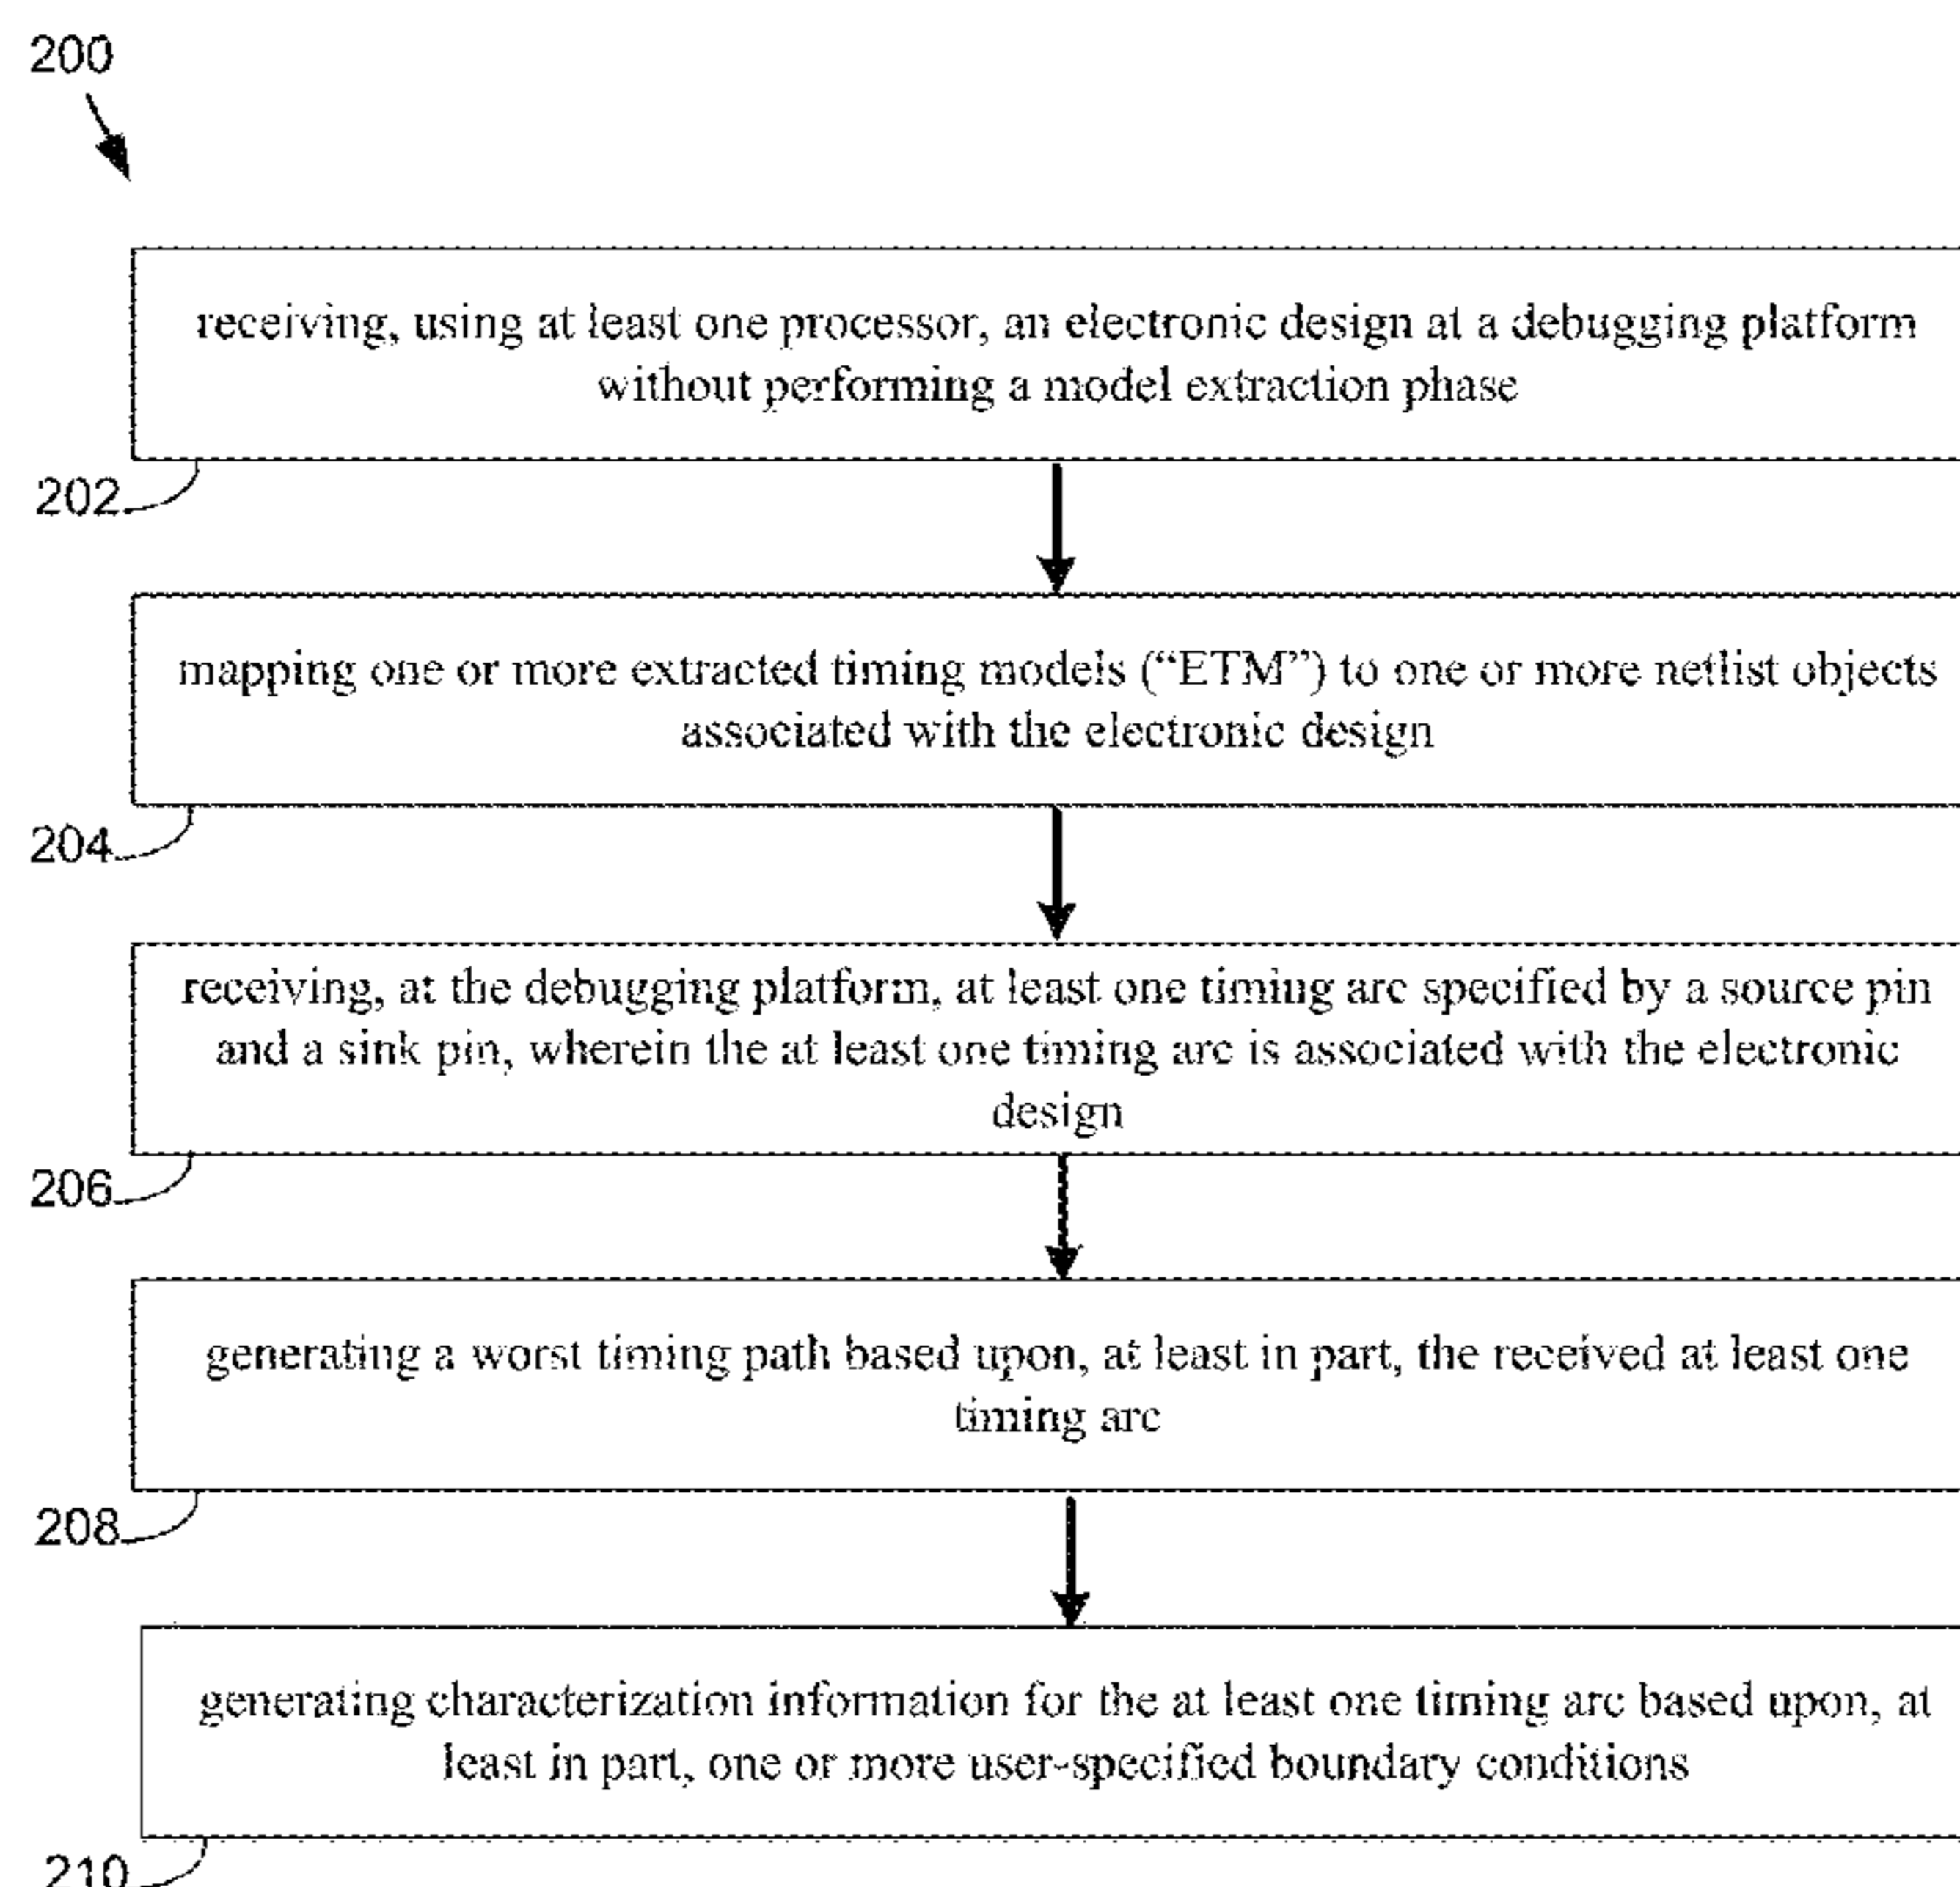 200
receiving, using at least one processor, an electronic design at a debugging platform
without performing a model extraction phase
202
mapping one or more extracted timing models (“ETM”) to one or more netlist objects
associated with the electronic design
204
receiving, at the debugging platform, at least one timing arc specified by a source pin
and a sink pin, wherein the at least one timing arc is associated with the electronic
design
206
generating a worst timing path based upon, at least in part, the received at least one
timing arc
208
generating characterization information for the at least one timing arc based upon, at
least in part, one or more user-specified boundary conditions
210